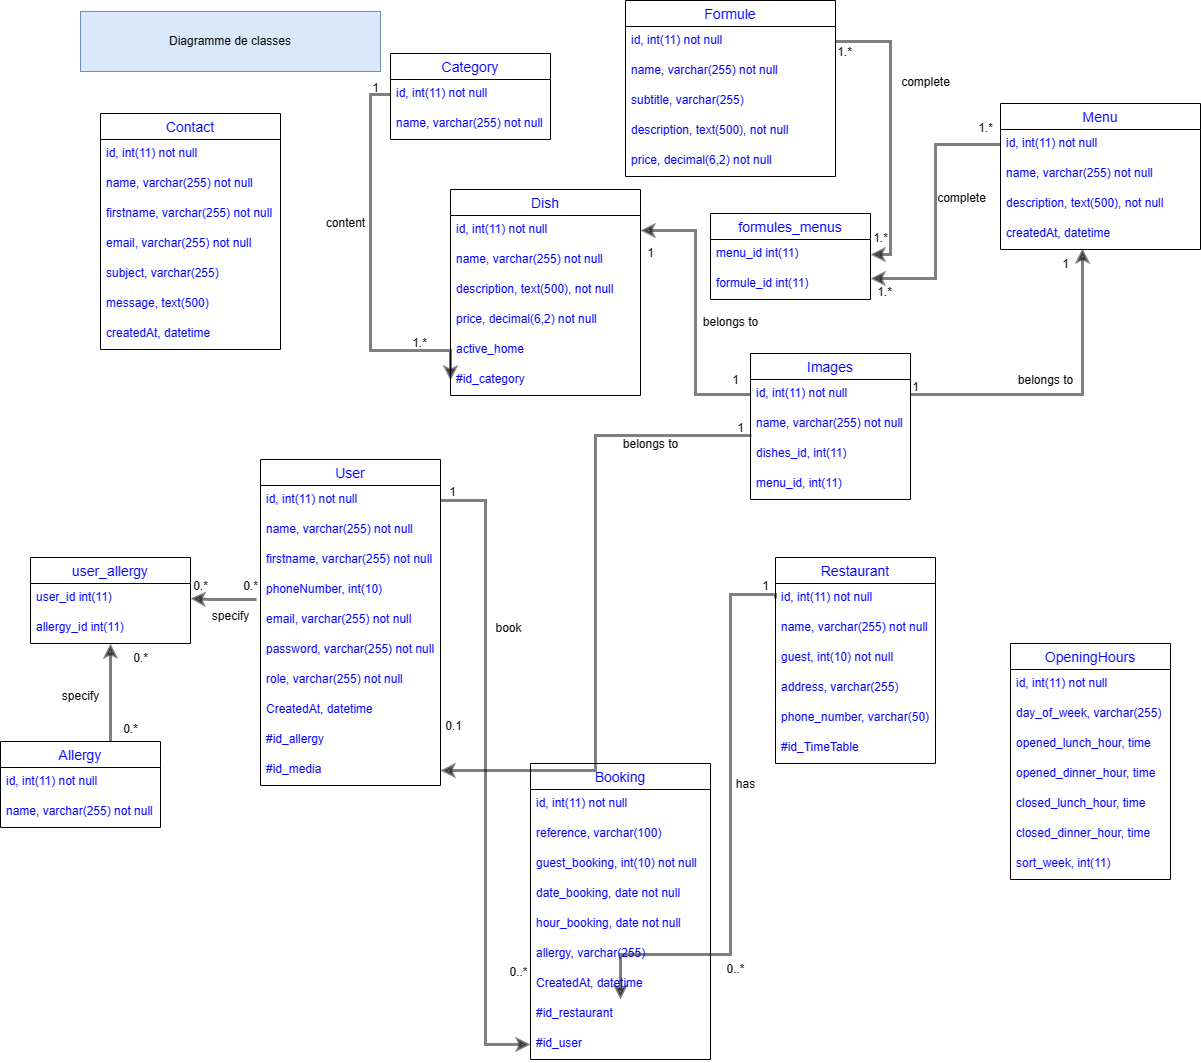 Diagramme de classes
Category
id, int(11) not null
name, varchar(255) not null
1
Formule
id, int(11) not null
name, varchar(255) not null
subtitle, varchar(255)
description, text(500), not null
price, decimal(6,2) not null
1.*
complete
Contact
id, int(11) not null
name, varchar(255) not null
firstname, varchar(255) not null
email, varchar(255) not null
subject, varchar(255)
message, text(500)
createdAt, datetime
content
1.*
Dish
id, int(11) not null
name, varchar(255) not null
description, text(500), not null
price, decimal(6,2) not null
active_home
#id_category
1
belongs to
1
formules_menus
menu_id int(11)
formule_id int(11)
1.*
1.*
complete
1.*
Menu
id, int(11) not null
name, varchar(255) not null
description, text(500), not null
createdAt, datetime
1
belongs to
1
Images
id, int(11) not null
name, varchar(255) not null
dishes_id, int(11)
menu_id, int(11)
1
belongs to
User
id, int(11) not null
name, varchar(255) not null
firstname, varchar(255) not null
phoneNumber, int(10)
email, varchar(255) not null
password, varchar(255) not null
role, varchar(255) not null
CreatedAt, datetime
#id_allergy
#id_media
1
book
0.1
user_allergy
user_id int(11)
allergy_id int(11)
0.*
0.*
specify
0.*
specify
0.*
Allergy
id, int(11) not null
name, varchar(255) not null
Restaurant
id, int(11) not null
name, varchar(255) not null
guest, int(10) not null
address, varchar(255)
phone_number, varchar(50)
#id_TimeTable
1
has
0..*
Booking
id, int(11) not null
reference, varchar(100)
guest_booking, int(10) not null
date_booking, date not null
hour_booking, date not null
allergy, varchar(255)
CreatedAt, datetime
#id_restaurant
#id_user
0..*
OpeningHours
id, int(11) not null
day_of_week, varchar(255)
opened_lunch_hour, time
opened_dinner_hour, time
closed_lunch_hour, time
closed_dinner_hour, time
sort_week, int(11)